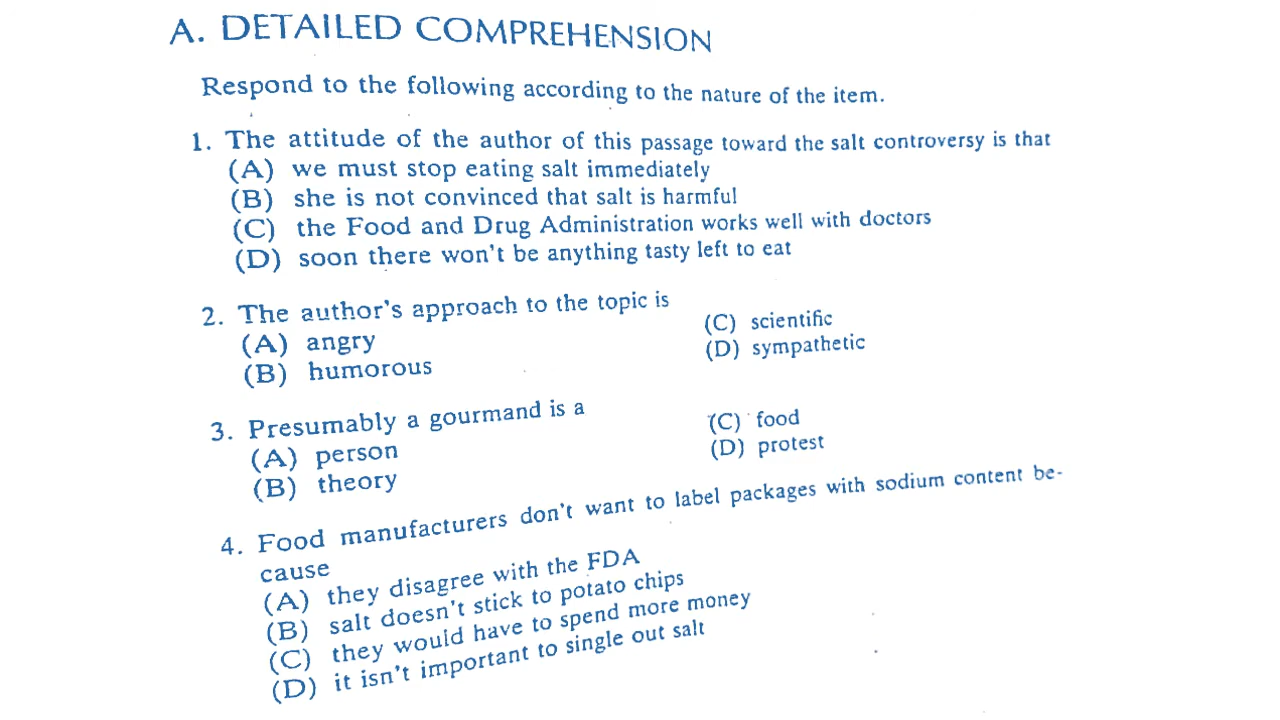 A. DETAILED COMPREHENSION
Respond to the following according to the nature of the item.
1. The attitude of the author of this passage toward the salt controversy is that
(A) we must stop eating salt immediately
(B) she is not convinced that salt is harmful
(C) the Food and Drug Administration works well with doctors
(D) soon there won't be anything tasty left to eat
2. The author's approach to the topic is
(A) angry
(B) humorous
(C) scientific
(D) sympathetic
3. Presumably a gourmand is a
(A) person
(B) theory
(C) food
(D) protest
4. Food manufacturers don't want to label packages with sodium content be-
cause
(A) they disagree with the FDA
(B) salt doesn't stick to potato chips
(C) they would have to spend more money
(D) it isn't important to single out salt